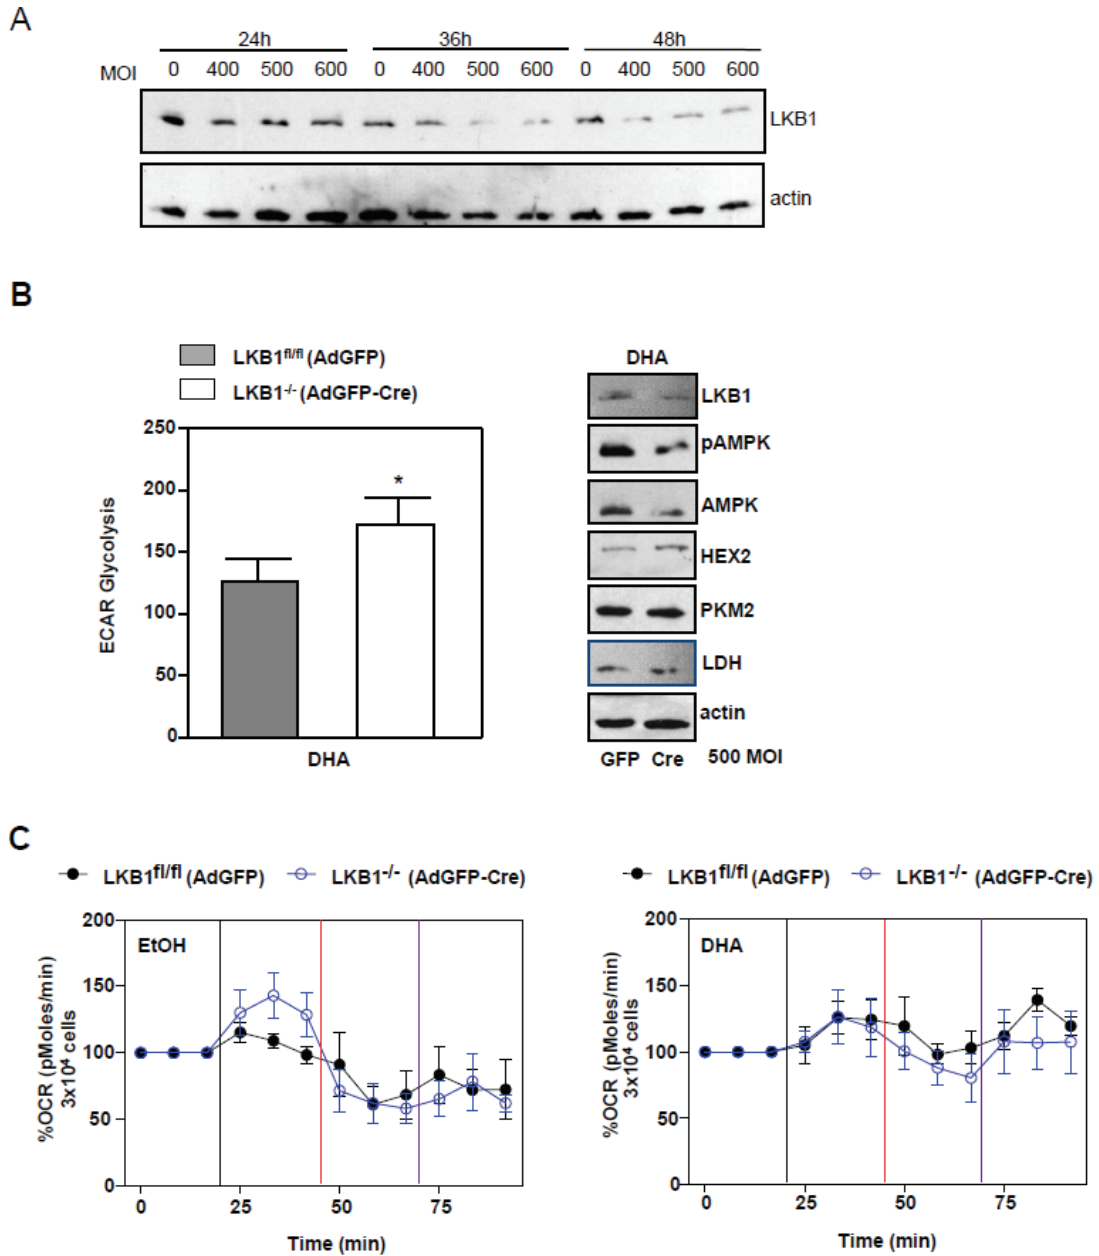 A
24h 36h 48h
MOI 0 400 500 600 0 400 500 600 0 400 500 600
LKB1
actin
B
LKB1fl/fl (AdGFP)
LKB1-/- (AdGFP-Cre)
250
200
150
100
50
0
ECAR Glycolysis
*
DHA
DHA
LKB1
pAMPK
AMPK
HEX2
PKM2
LDH
actin
GFP Cre 500 MOI
C
LKB1fl/fl (AdGFP) LKB1-/- (AdGFP-Cre)
200
150
100
50
0
%OCR (pMoles/min)
3x10⁴ cells
EtOH
0 25 50 75
Time (min)
LKB1fl/fl (AdGFP) LKB1-/- (AdGFP-Cre)
200
150
100
50
0
%OCR (pMoles/min)
3x10⁴ cells
DHA
0 25 50 75
Time (min)